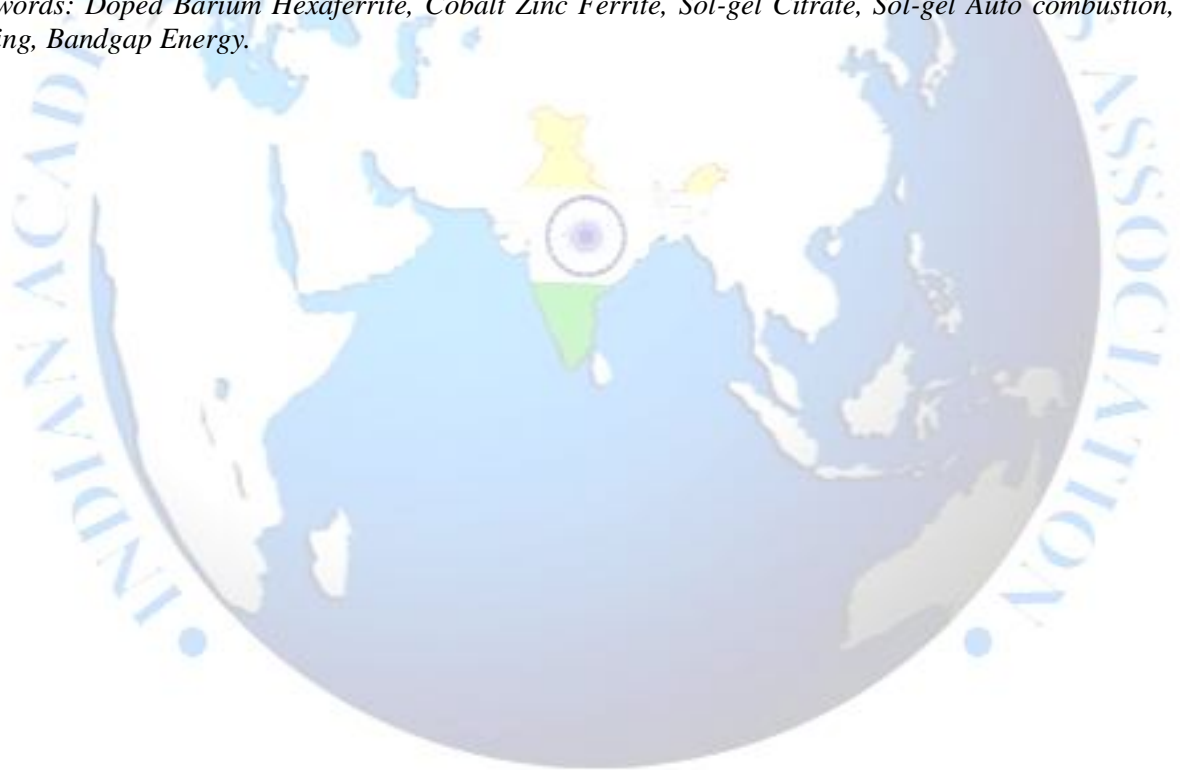 words: Doped Barium Hexaferrite, Cobalt Zinc Ferrite, Sol-gel Citrate, Sol-gel Auto combustion,
ing, Bandgap Energy.
INDIAN ACAD
S ASSOCIATION